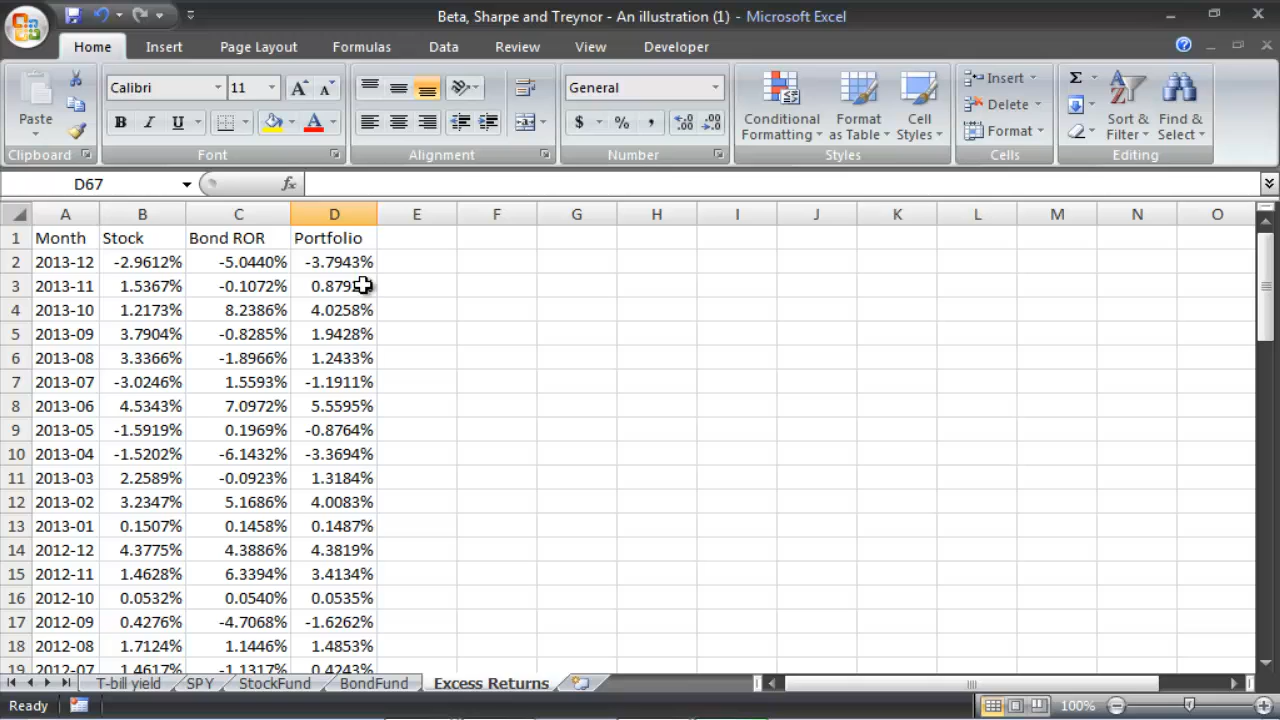 Beta, Sharpe and Treynor - An illustration (1) - Microsoft Excel
Home Insert Page Layout Formulas Data Review View Developer
Paste
Calibri 11
B I U A
General
$ % ,
Conditional Formatting
Format as Table
Cell Styles
Insert
Delete
Format
Σ
Sort & Filter
Find & Select
Clipboard Font Alignment Number Styles Cells Editing
D67 fx
A B C D E F G H I J K L M N O
1 Month Stock Bond ROR Portfolio
2 2013-12 -2.9612% -5.0440% -3.7943%
3 2013-11 1.5367% -0.1072%
4 2013-10 1.2173% 8.2386% 4.0258%
5 2013-09 3.7904% -0.8285% 1.9428%
6 2013-08 3.3366% -1.8966% 1.2433%
7 2013-07 -3.0246% 1.5593% -1.1911%
8 2013-06 4.5343% 7.0972% 5.5595%
9 2013-05 -1.5919% 0.1969% -0.8764%
10 2013-04 -1.5202% -6.1432% -3.3694%
11 2013-03 2.2589% -0.0923% 1.3184%
12 2013-02 3.2347% 5.1686% 4.0083%
13 2013-01 0.1507% 0.1458% 0.1487%
14 2012-12 4.3775% 4.3886% 4.3819%
15 2012-11 1.4628% 6.3394% 3.4134%
16 2012-10 0.0532% 0.0540% 0.0535%
17 2012-09 0.4276% -4.7068% -1.6262%
18 2012-08 1.7124% 1.1446% 1.4853%
19 2012-07 1.4617% -1.1317% 0.4243%
T-bill yield SPY StockFund BondFund Excess Returns
Ready 100%